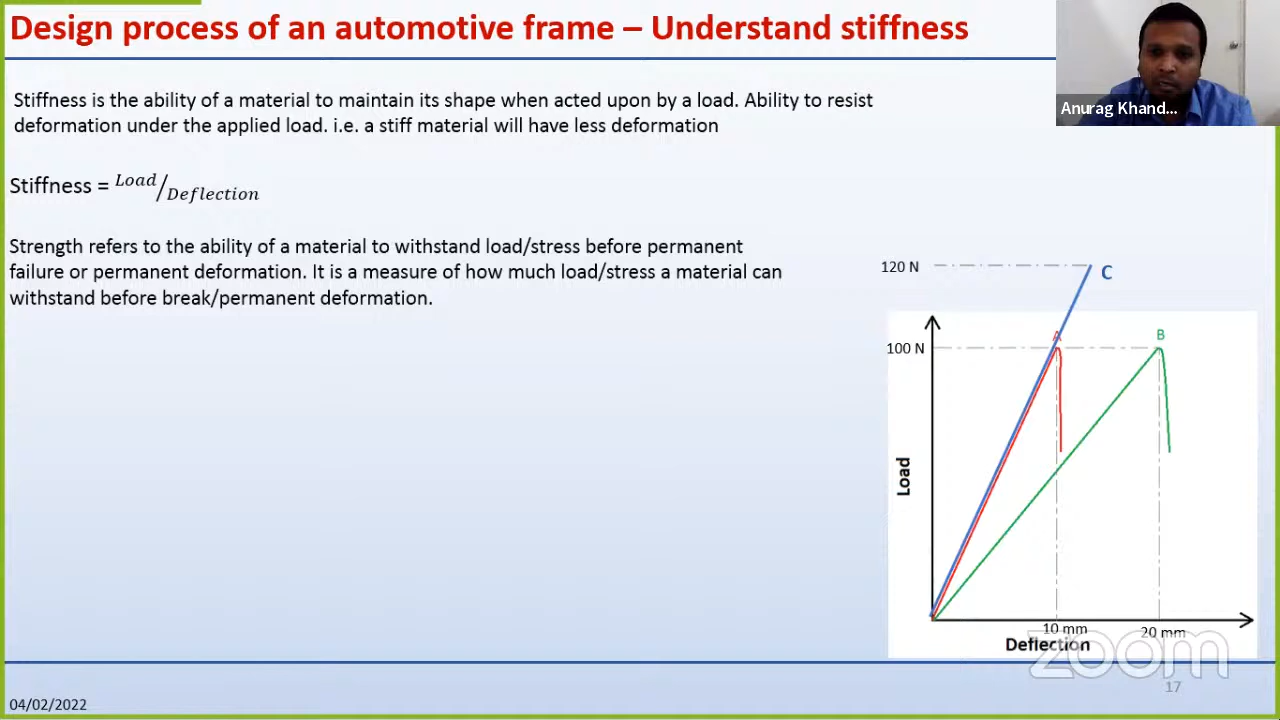 Design process of an automotive frame – Understand stiffness
Anurag Khand...
Stiffness is the ability of a material to maintain its shape when acted upon by a load. Ability to resist
deformation under the applied load. i.e. a stiff material will have less deformation
Stiffness = Load/Deflection
Strength refers to the ability of a material to withstand load/stress before permanent
failure or permanent deformation. It is a measure of how much load/stress a material can
withstand before break/permanent deformation.
120 N
C
A
B
100 N
Load
10 mm
20 mm
Deflection
zoom
17
04/02/2022